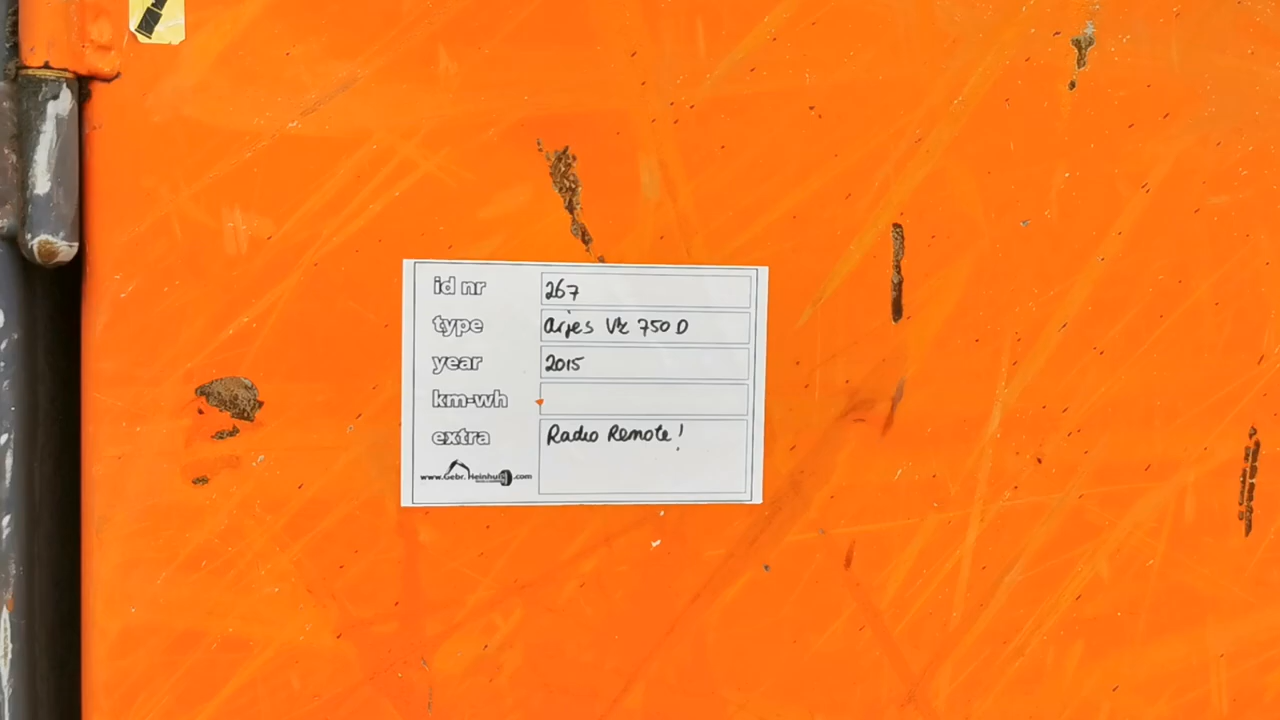 id nr 267
type Arjes VZ 750 D
year 2015
km-wh
extra Radio Remote!
www.Gebr.Heinhuis.com